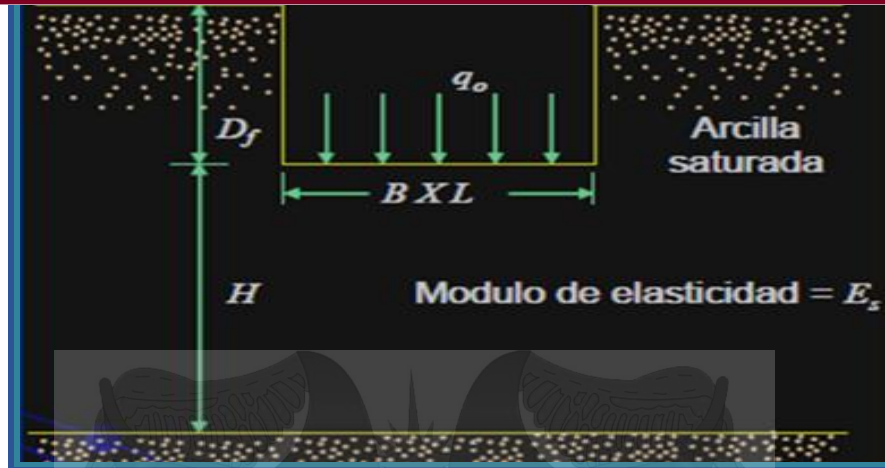 q_o
D_f
Arcilla
saturada
B X L
H
Modulo de elasticidad = E_s